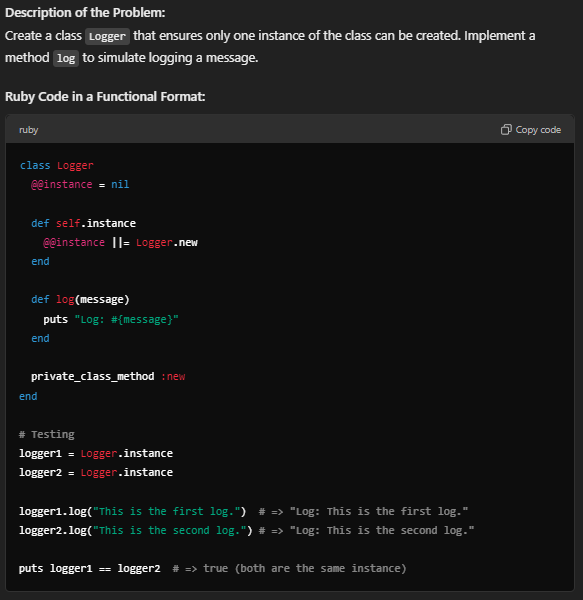 Description of the Problem:
Create a class Logger that ensures only one instance of the class can be created. Implement a
method log to simulate logging a message.
Ruby Code in a Functional Format:
ruby
Copy code
class Logger
  @@instance = nil

  def self.instance
    @@instance ||= Logger.new
  end

  def log(message)
    puts "Log: #{message}"
  end

  private_class_method :new
end

# Testing
logger1 = Logger.instance
logger2 = Logger.instance

logger1.log("This is the first log.")  # => "Log: This is the first log."
logger2.log("This is the second log.") # => "Log: This is the second log."

puts logger1 == logger2  # => true (both are the same instance)